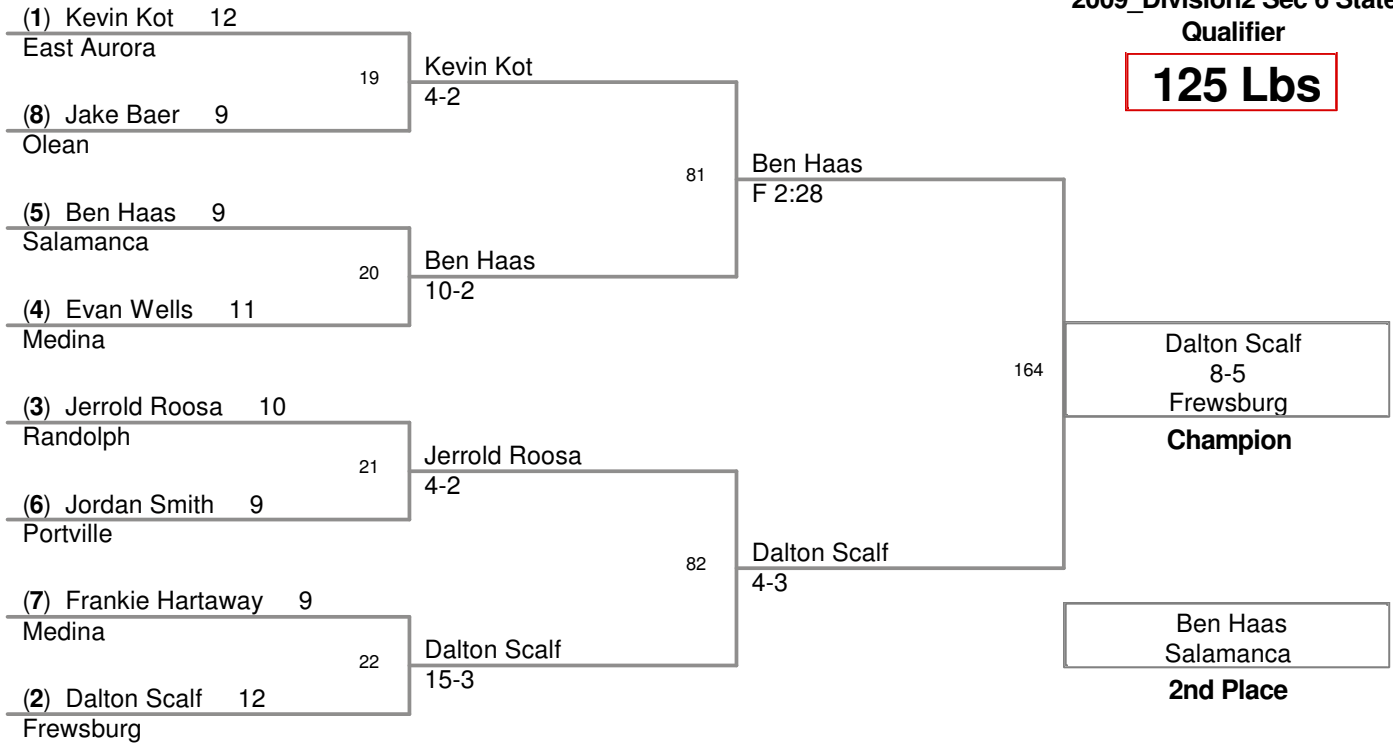 2009_Division2 Sec 6 State
Qualifier
125 Lbs
(1) Kevin Kot 12
East Aurora
19
(8) Jake Baer 9
Olean
Kevin Kot
4-2
(5) Ben Haas 9
Salamanca
20
(4) Evan Wells 11
Medina
Ben Haas
10-2
81
Ben Haas
F 2:28
(3) Jerrold Roosa 10
Randolph
21
(6) Jordan Smith 9
Portville
Jerrold Roosa
4-2
(7) Frankie Hartaway 9
Medina
22
(2) Dalton Scalf 12
Frewsburg
Dalton Scalf
15-3
82
Dalton Scalf
4-3
164
Dalton Scalf
8-5
Frewsburg
Champion
Ben Haas
Salamanca
2nd Place